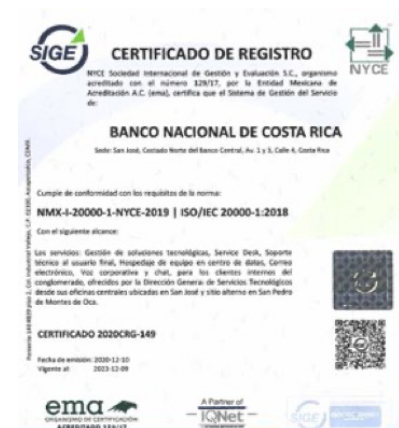 SIGE
CERTIFICADO DE REGISTRO
NYCE
NYCE Sociedad Internacional de Gestión y Evaluación S.C., organismo
acreditado con el número 129/17, por la Entidad Mexicana de
Acreditación A.C. (ema), certifica que el Sistema de Gestión del Servicio
de:
BANCO NACIONAL DE COSTA RICA
Sede: San José, Costado Norte del Banco Central, Av. 1 y 3, Calle 4, Costa Rica
Cumple de conformidad con los requisitos de la norma:
NMX-I-20000-1-NYCE-2019 | ISO/IEC 20000-1:2018
Con el siguiente alcance:
Los servicios: Gestión de soluciones tecnológicas, Service Desk, Soporte
técnico al usuario final, Hospedaje de equipo en centro de datos, Correo
electrónico, Voz corporativa y chat, para los clientes internos del
conglomerado, ofrecidos por la Dirección General de Servicios Tecnológicos
desde sus oficinas centrales ubicadas en San José y sitio alterno en San Pedro
de Montes de Oca.
CERTIFICADO 2020CRG-149
Fecha de emisión: 2020-12-10
Vigente al: 2023-12-09
ema
ORGANISMO DE CERTIFICACIÓN
A Partner of
IQNet
SIGE